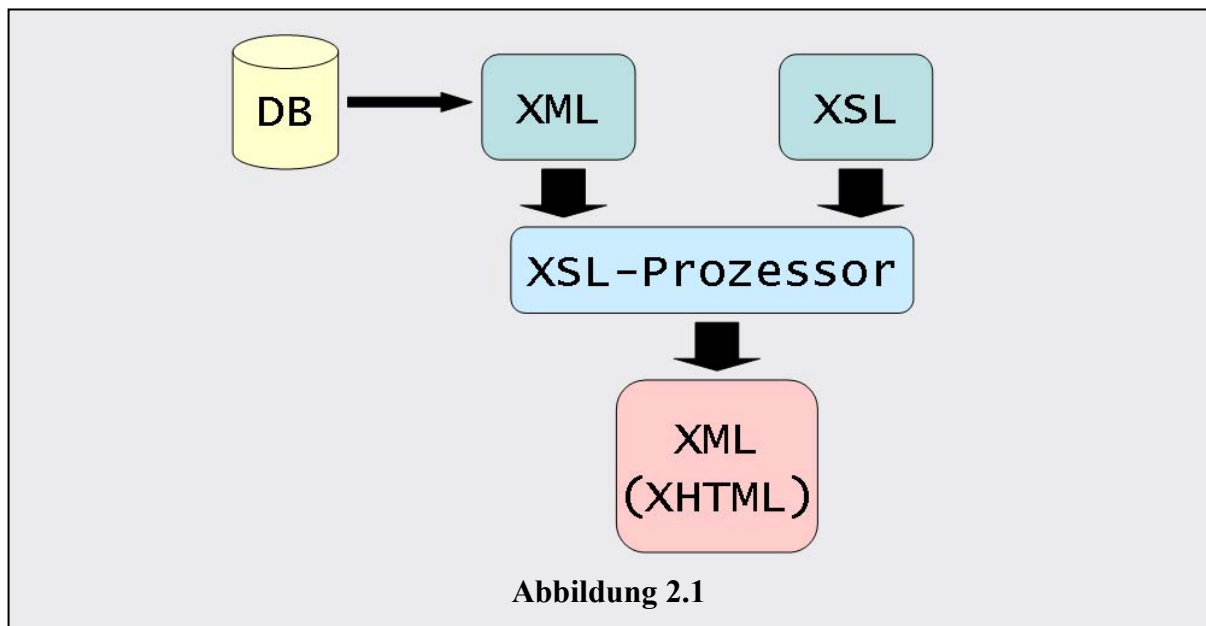 DB
XML
XSL
XSL-Prozessor
XML
(XHTML)
Abbildung 2.1